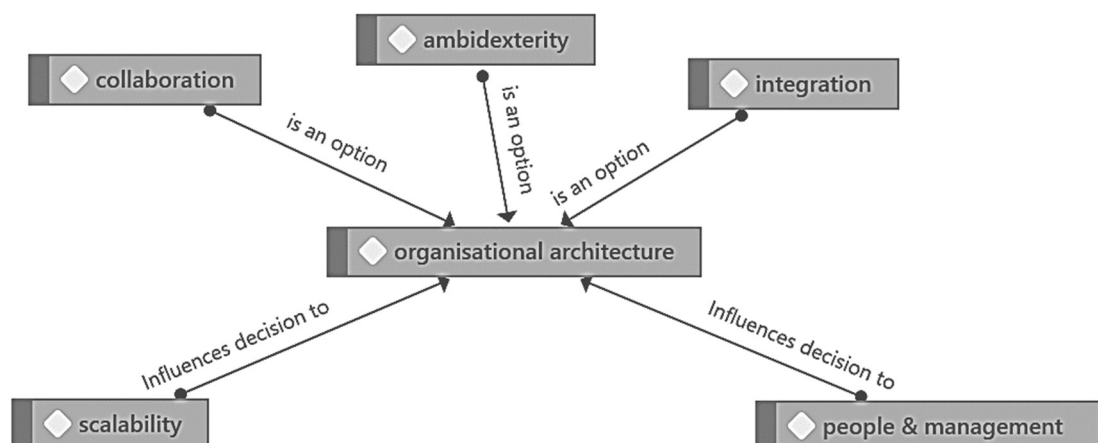 ambidexterity
collaboration
integration
is an option
is an option
is an option
organisational architecture
Influences decision to
Influences decision to
scalability
people & management